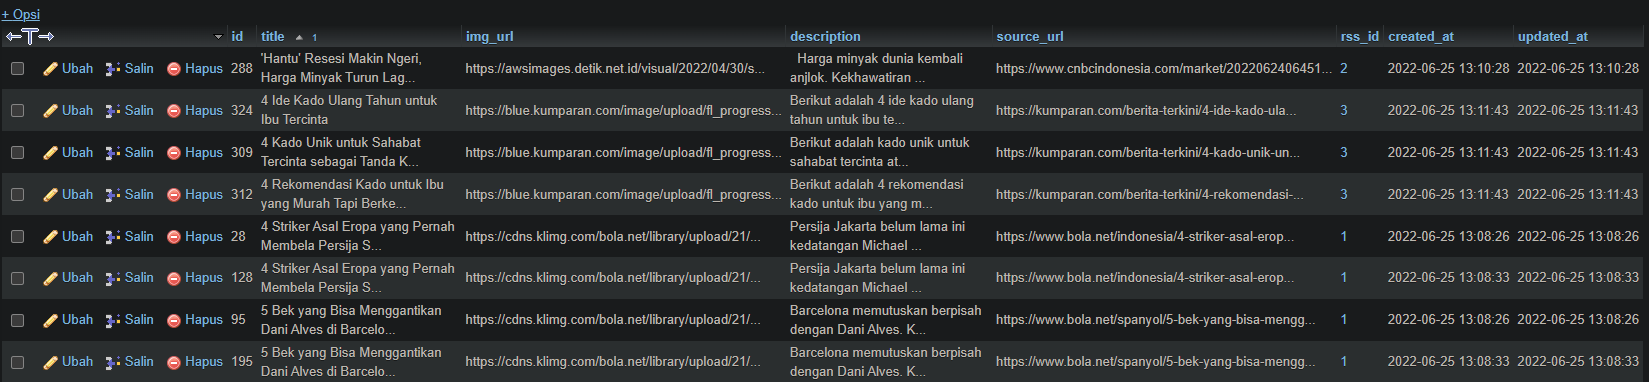 + Opsi
id title 1 img_url description source_url rss_id created_at updated_at
Ubah Salin Hapus 288 'Hantu' Resesi Makin Ngeri, Harga Minyak Turun Lag... https://awsimages.detik.net.id/visual/2022/04/30/s... Harga minyak dunia kembali anjlok. Kekhawatiran ... https://www.cnbcindonesia.com/market/2022062406451... 2 2022-06-25 13:10:28 2022-06-25 13:10:28
Ubah Salin Hapus 324 4 Ide Kado Ulang Tahun untuk Ibu Tercinta https://blue.kumparan.com/image/upload/fl_progress... Berikut adalah 4 ide kado ulang tahun untuk ibu te... https://kumparan.com/berita-terkini/4-ide-kado-ula... 3 2022-06-25 13:11:43 2022-06-25 13:11:43
Ubah Salin Hapus 309 4 Kado Unik untuk Sahabat Tercinta sebagai Tanda K... https://blue.kumparan.com/image/upload/fl_progress... Berikut adalah kado unik untuk sahabat tercinta at... https://kumparan.com/berita-terkini/4-kado-unik-un... 3 2022-06-25 13:11:43 2022-06-25 13:11:43
Ubah Salin Hapus 312 4 Rekomendasi Kado untuk Ibu yang Murah Tapi Berke... https://blue.kumparan.com/image/upload/fl_progress... Berikut adalah 4 rekomendasi kado untuk ibu yang m... https://kumparan.com/berita-terkini/4-rekomendasi-... 3 2022-06-25 13:11:43 2022-06-25 13:11:43
Ubah Salin Hapus 28 4 Striker Asal Eropa yang Pernah Membela Persija S... https://cdns.klimg.com/bola.net/library/upload/21/... Persija Jakarta belum lama ini kedatangan Michael ... https://www.bola.net/indonesia/4-striker-asal-erop... 1 2022-06-25 13:08:26 2022-06-25 13:08:26
Ubah Salin Hapus 128 4 Striker Asal Eropa yang Pernah Membela Persija S... https://cdns.klimg.com/bola.net/library/upload/21/... Persija Jakarta belum lama ini kedatangan Michael ... https://www.bola.net/indonesia/4-striker-asal-erop... 1 2022-06-25 13:08:33 2022-06-25 13:08:33
Ubah Salin Hapus 95 5 Bek yang Bisa Menggantikan Dani Alves di Barcelo... https://cdns.klimg.com/bola.net/library/upload/21/... Barcelona memutuskan berpisah dengan Dani Alves. K... https://www.bola.net/spanyol/5-bek-yang-bisa-mengg... 1 2022-06-25 13:08:26 2022-06-25 13:08:26
Ubah Salin Hapus 195 5 Bek yang Bisa Menggantikan Dani Alves di Barcelo... https://cdns.klimg.com/bola.net/library/upload/21/... Barcelona memutuskan berpisah dengan Dani Alves. K... https://www.bola.net/spanyol/5-bek-yang-bisa-mengg... 1 2022-06-25 13:08:33 2022-06-25 13:08:33